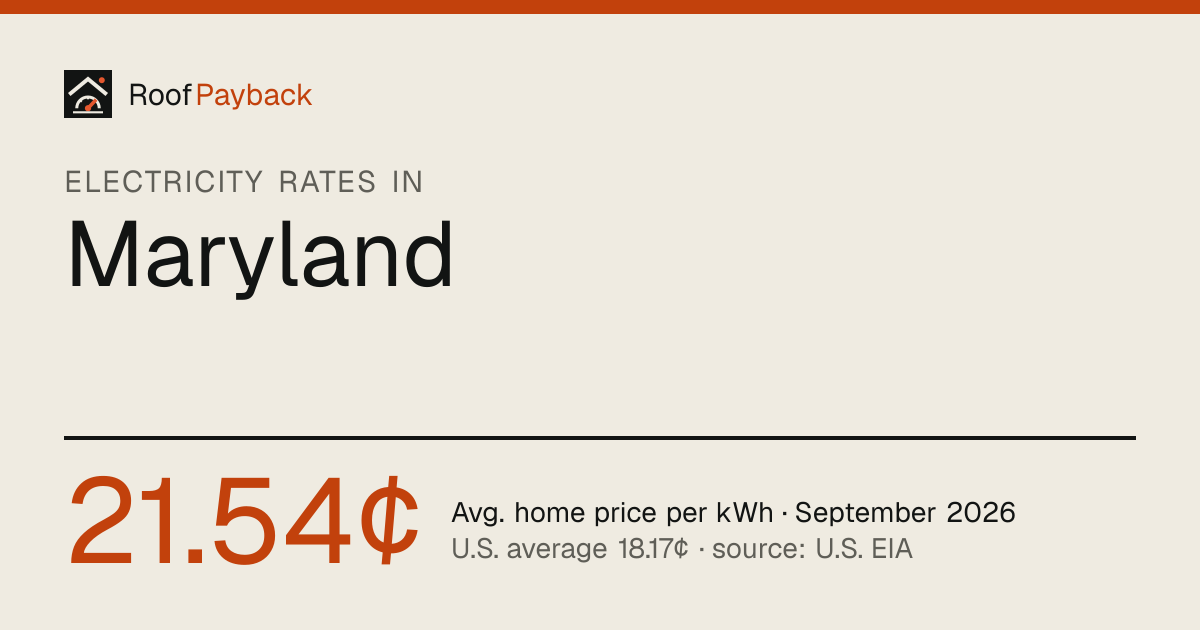 RoofPayback
ELECTRICITY RATES IN
Maryland
21.54¢
Avg. home price per kWh · September 2026
U.S. average 18.17¢ · source: U.S. EIA